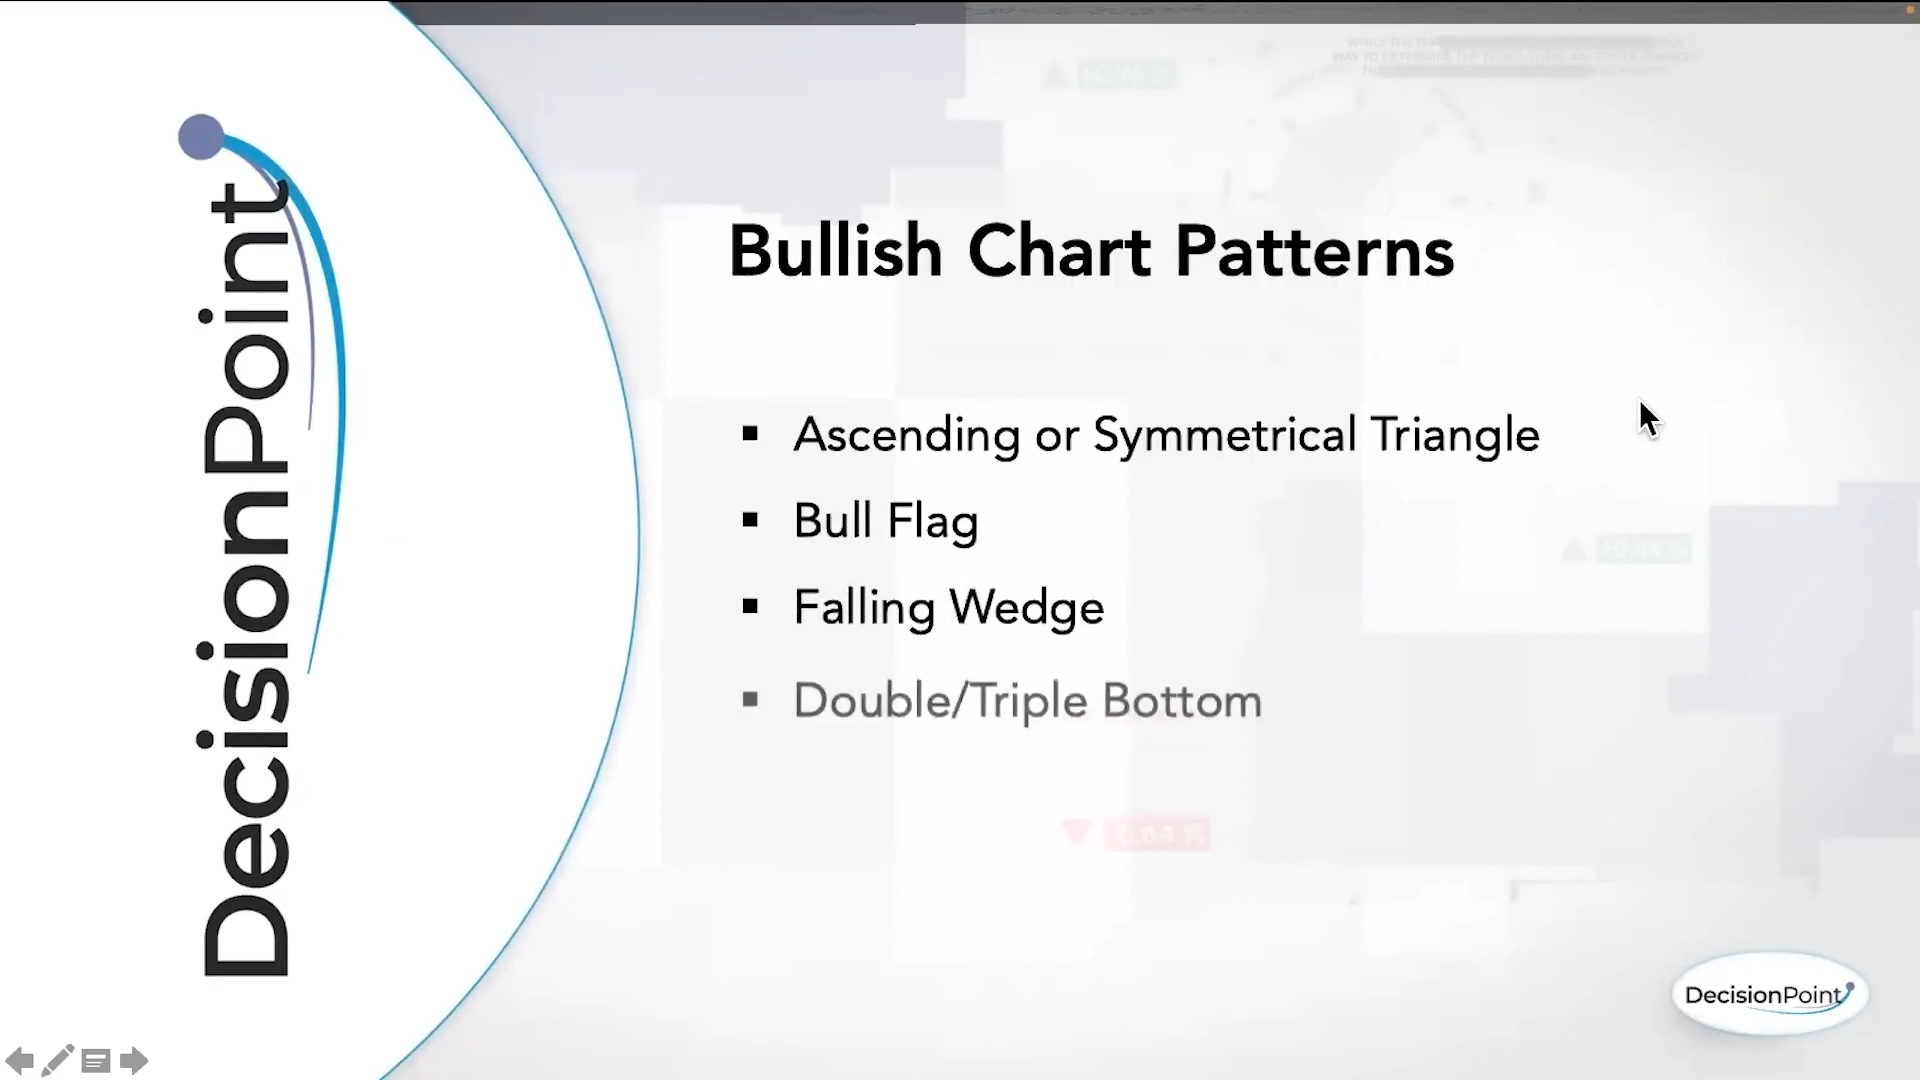 DecisionPoint
Bullish Chart Patterns
▪ Ascending or Symmetrical Triangle
▪ Bull Flag
▪ Falling Wedge
▪ Double/Triple Bottom
DecisionPoint